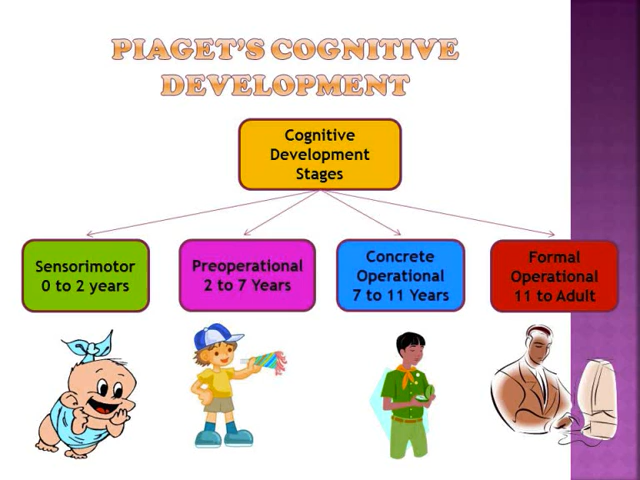 PIAGET'S COGNITIVE
DEVELOPMENT
Cognitive
Development
Stages
Sensorimotor
0 to 2 years
Preoperational
2 to 7 Years
Concrete
Operational
7 to 11 Years
Formal
Operational
11 to Adult